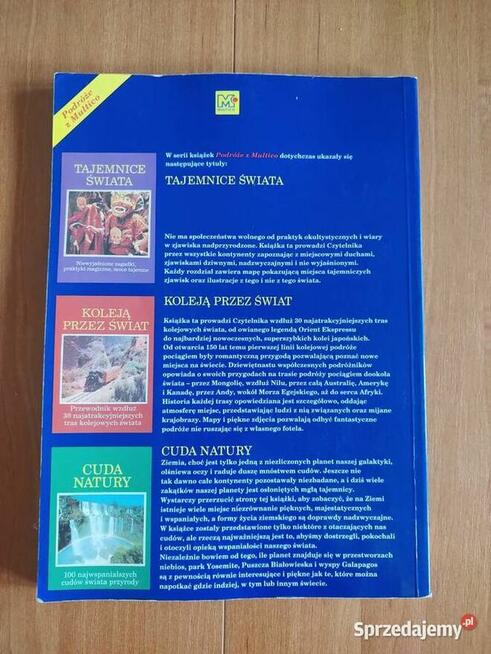 Podróże
z Multico
MULTICO
W serii książek Podróże z Multico dotychczas ukazały się
następujące tytuły:
TAJEMNICE
ŚWIATA
Niewyjaśnione zagadki,
praktyki magiczne, moce tajemne
TAJEMNICE ŚWIATA
Nie ma społeczeństwa wolnego od praktyk okultystycznych i wiary
w zjawiska nadprzyrodzone. Książka ta prowadzi Czytelnika
przez wszystkie kontynenty zapoznając z miejscowymi duchami,
zjawiskami dziwnymi, nadzwyczajnymi i nie wyjaśnionymi.
Każdy rozdział zawiera mapę pokazującą miejsca tajemniczych
zjawisk oraz ilustracje z tego i nie z tego świata.
KOLEJĄ
PRZEZ ŚWIAT
Przewodnik wzdłuż
30 najatrakcyjniejszych
tras kolejowych świata
KOLEJĄ PRZEZ ŚWIAT
Książka ta prowadzi Czytelnika wzdłuż 30 najatrakcyjniejszych tras
kolejowych świata, od owianego legendą Orient Ekspressu
do najbardziej nowoczesnych, superszybkich kolei japońskich.
Od otwarcia 150 lat temu pierwszej linii kolejowej podróże
pociągiem były romantyczną przygodą pozwalającą poznać nowe
miejsca na świecie. Dziewiętnastu współczesnych podróżników
opowiada o swoich przygodach na trasie podróży pociągiem dookoła
świata – przez Mongolię, wzdłuż Nilu, przez całą Australię, Amerykę
i Kanadę, przez Andy, wokół Morza Egejskiego, aż do serca Afryki.
Historia każdej trasy opowiedziana jest szczegółowo, oddając
atmosferę miejsc, przedstawiając ludzi z nią związanych oraz mijane
krajobrazy. Mapy i piękne zdjęcia pozwalają odbyć fantastyczne
podróże nie ruszając się z własnego fotela.
CUDA
NATURY
100 najwspanialszych
cudów świata przyrody
CUDA NATURY
Ziemia, choć jest tylko jedną z niezliczonych planet naszej galaktyki,
olśniewa oczy i raduje duszę mnóstwem cudów. Jeszcze nie
tak dawno całe kontynenty pozostawały niezbadane, a i dziś wiele
zakątków naszej planety jest osłoniętych mgłą tajemnicy.
Wystarczy przerzucić strony tej książki, aby zobaczyć, że na Ziemi
istnieje wiele miejsc niezrównanie pięknych, majestatycznych
i wspaniałych, a formy życia ziemskiego są doprawdy nadzwyczajne.
W książce zostały przedstawione tylko niektóre z otaczających nas
cudów, ale rzeczą najważniejszą jest to, abyśmy dostrzegli, pokochali
i otoczyli opieką wspaniałości naszego świata.
Niezależnie bowiem od tego, ile planet znajduje się w przestworzach
niebios, park Yosemite, Puszcza Białowieska i wyspy Galapagos
są z pewnością równie interesujące i piękne jak te, które można
napotkać gdzie indziej, w tym lub innym świecie.
Sprzedajemy.pl